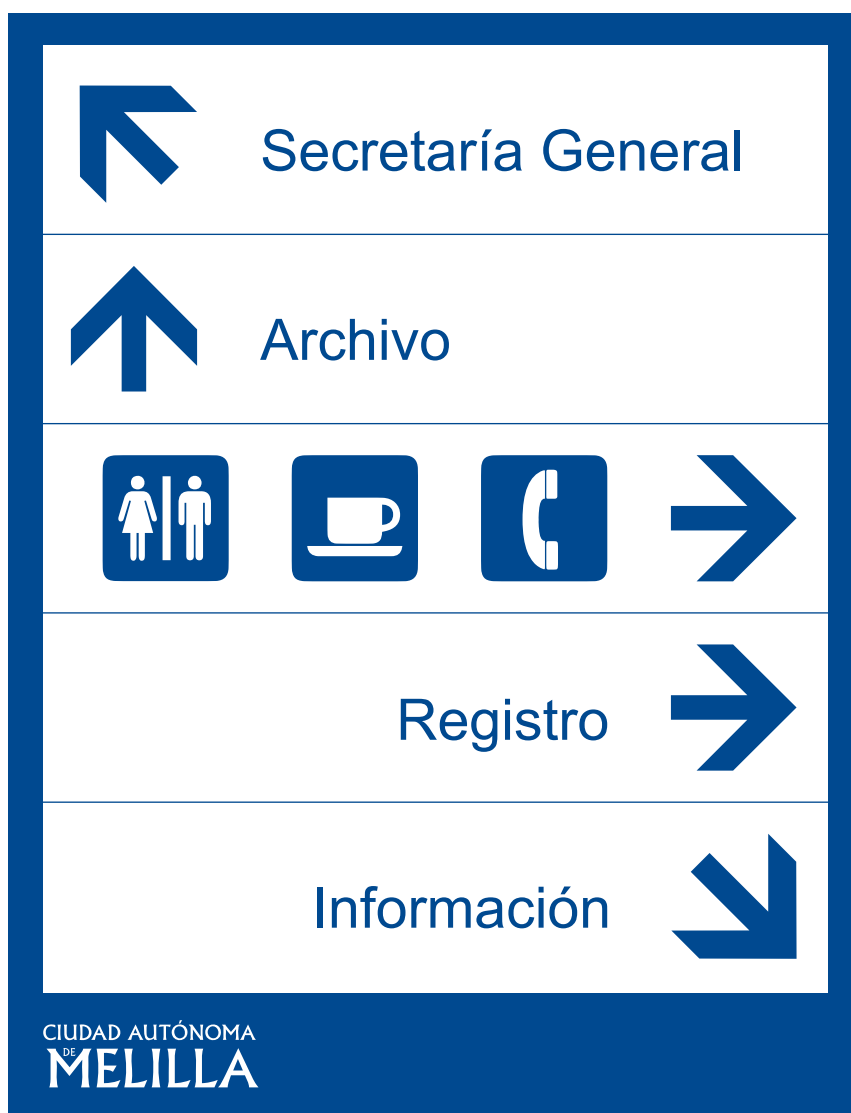 Secretaría General
Archivo
Registro
Información
CIUDAD AUTÓNOMA
DE
MELILLA